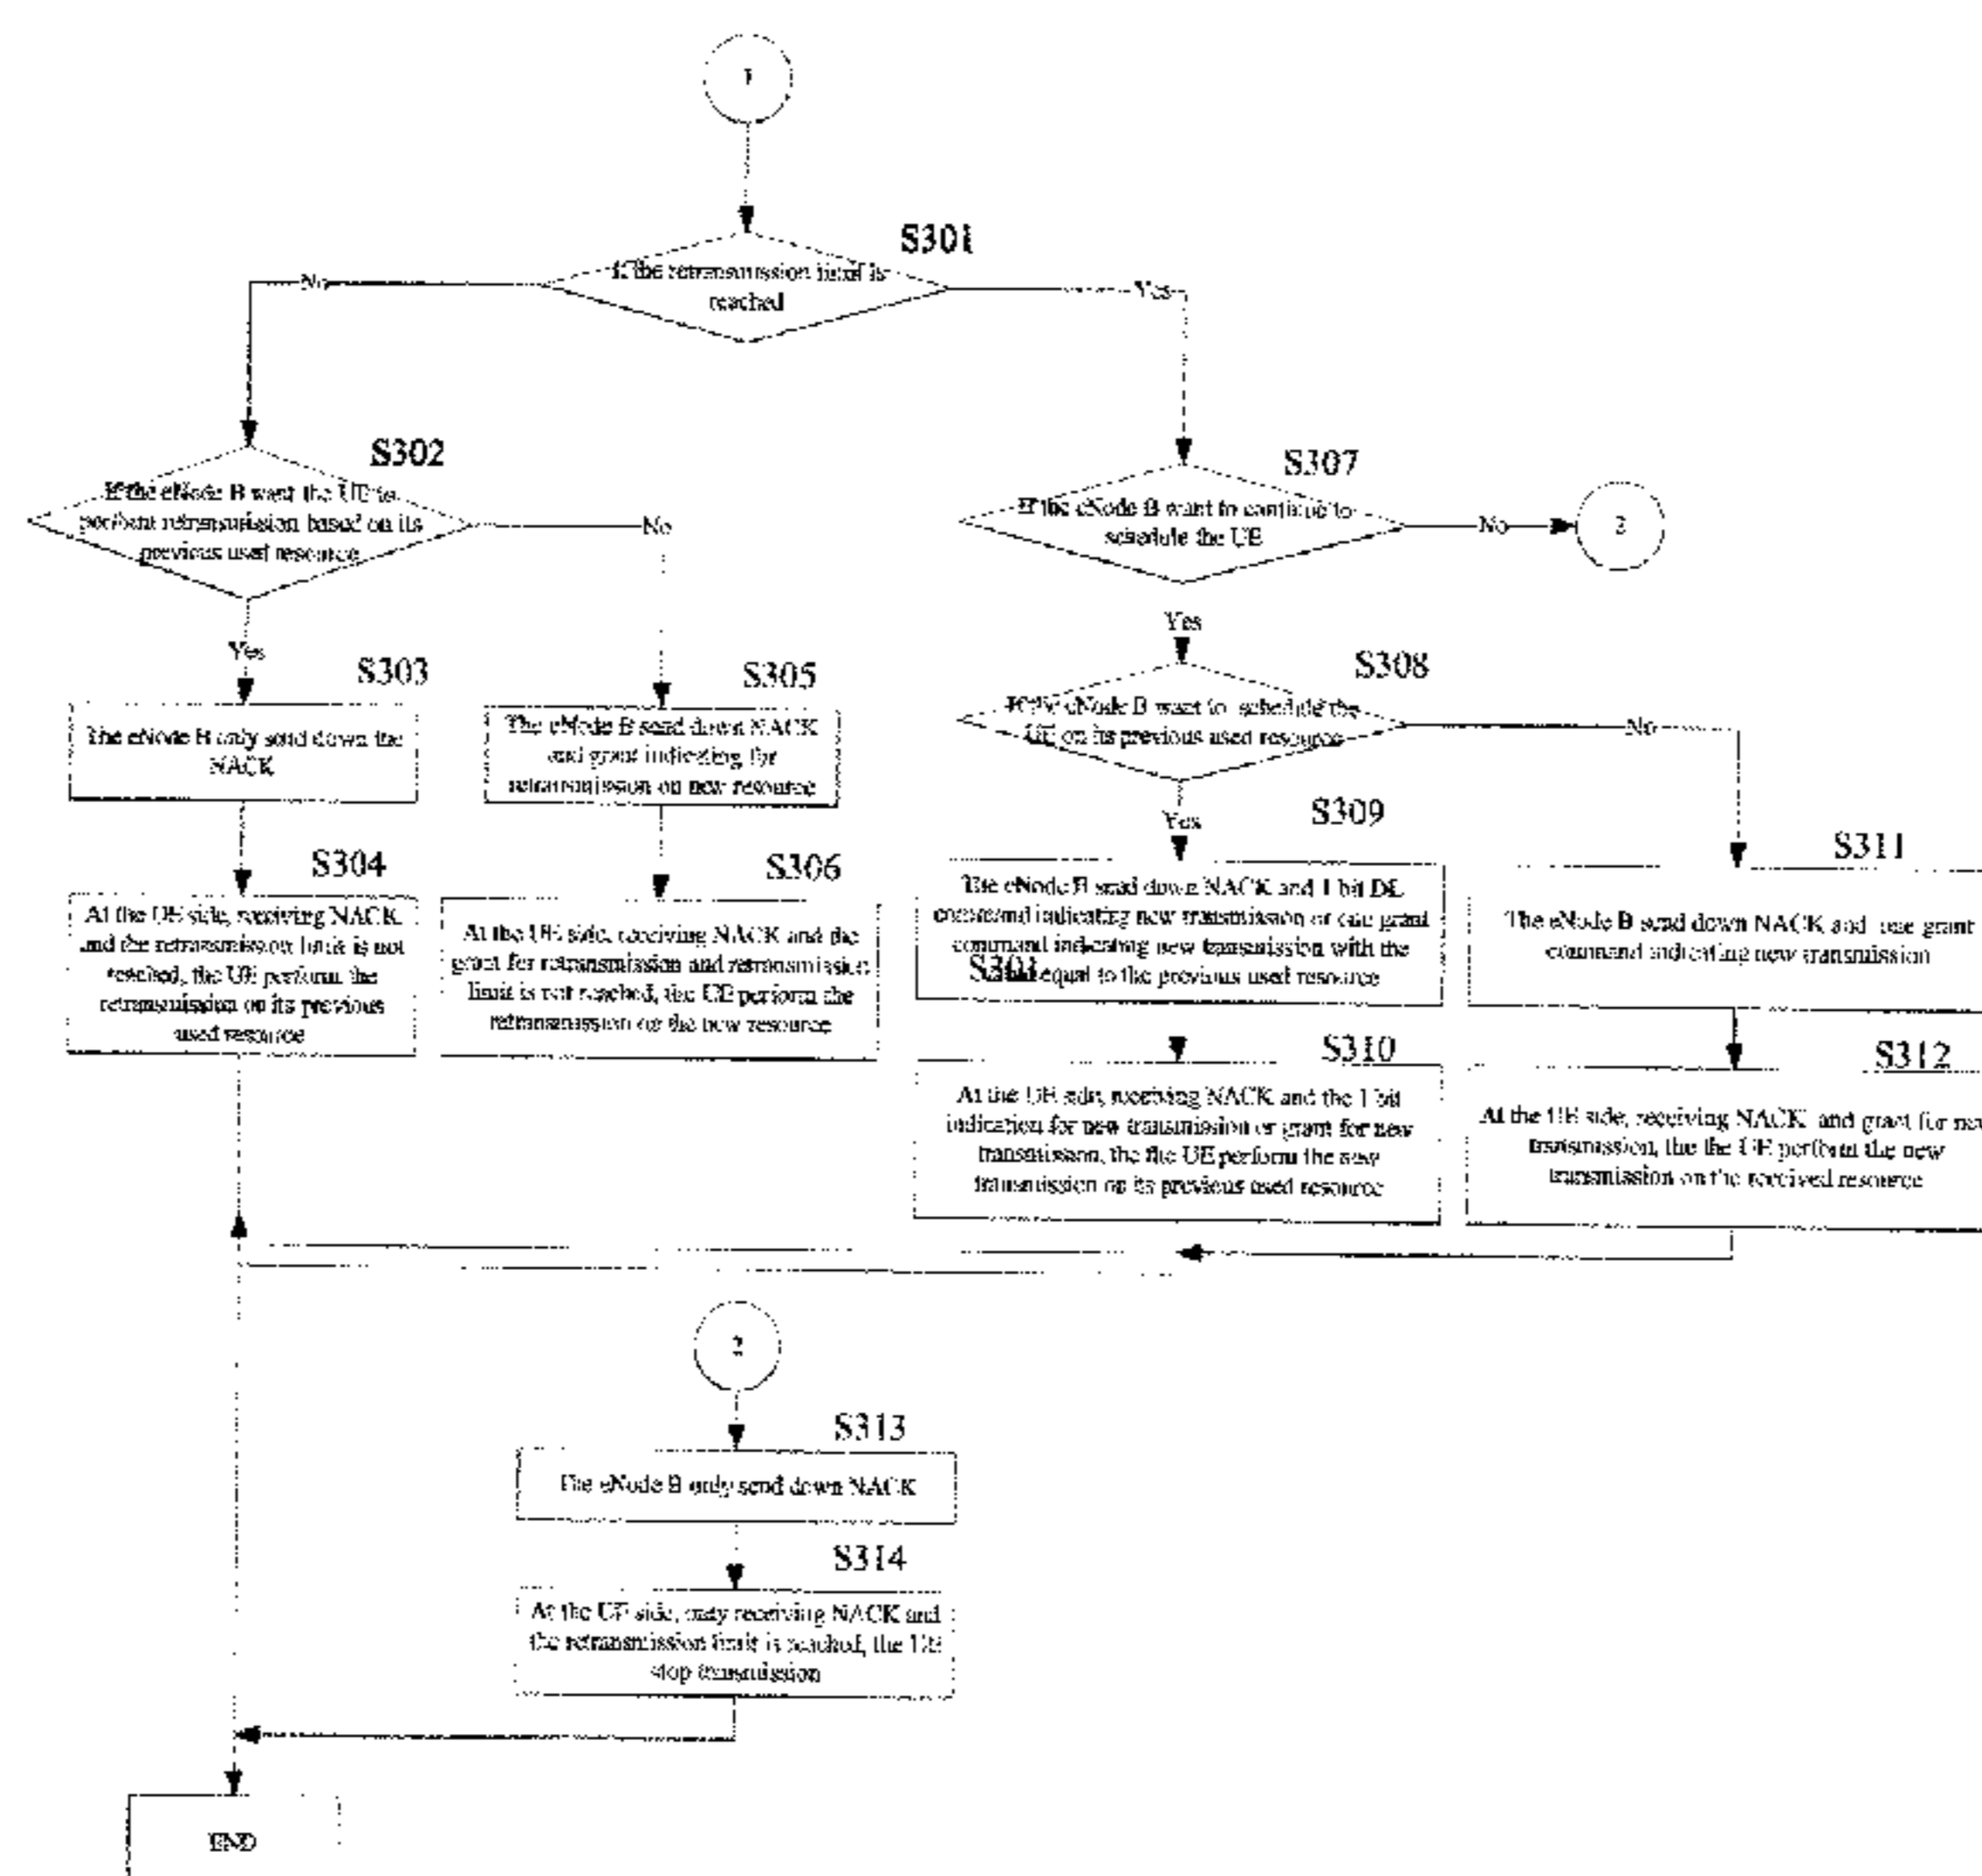 1
S301
If the retransmission limit is
reached
No
Yes
S302
If the eNode B want the UE to
perform retransmission based on its
previous used resource
No
Yes
S307
If the eNode B want to continue to
schedule the UE
No
2
Yes
S303
The eNode B only send down the
NACK
S305
The eNode B send down NACK
and grant indicating for
retransmission on new resource
S308
If the eNode B want to schedule the
UE on its previous used resource
No
Yes
S304
At the UE side, receiving NACK
and the retransmission limit is not
reached, the UE perform the
retransmission on its previous
used resource
S306
At the UE side, receiving NACK and the
grant for retransmission and retransmission
limit is not reached, the UE perform the
retransmission on the new resource
S309
The eNode B send down NACK and 1 bit DL
command indicating new transmission or one grant
command indicating new transmission with the
S301 equal to the previous used resource
S311
The eNode B send down NACK and one grant
command indicating new transmission
S310
At the UE side, receiving NACK and the 1 bit
indication for new transmission or grant for new
transmission, the the UE perform the new
transmission on its previous used resource
S312
At the UE side, receiving NACK and grant for new
transmission, the the UE perform the new
transmission on the received resource
2
S313
The eNode B only send down NACK
S314
At the UE side, only receiving NACK and
the retransmission limit is reached, the UE
stop transmission
END